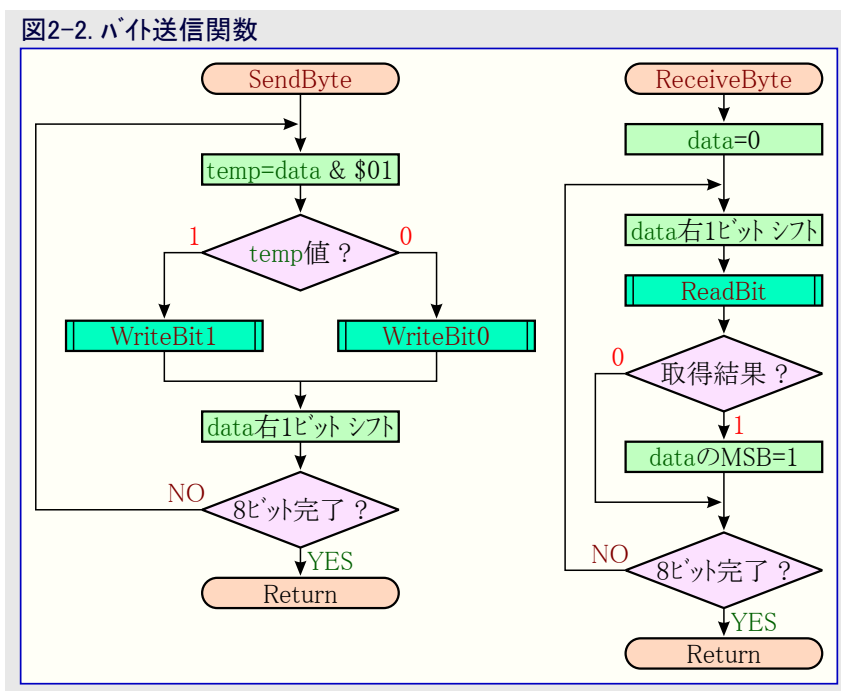 図2-2. ﾊﾞｲﾄ送信関数
SendByte
temp=data & $01
temp値 ?
1
0
WriteBit1
WriteBit0
data右1ﾋﾞｯﾄ ｼﾌﾄ
8ﾋﾞｯﾄ完了 ?
NO
YES
Return
ReceiveByte
data=0
data右1ﾋﾞｯﾄ ｼﾌﾄ
ReadBit
取得結果 ?
0
1
dataのMSB=1
8ﾋﾞｯﾄ完了 ?
NO
YES
Return